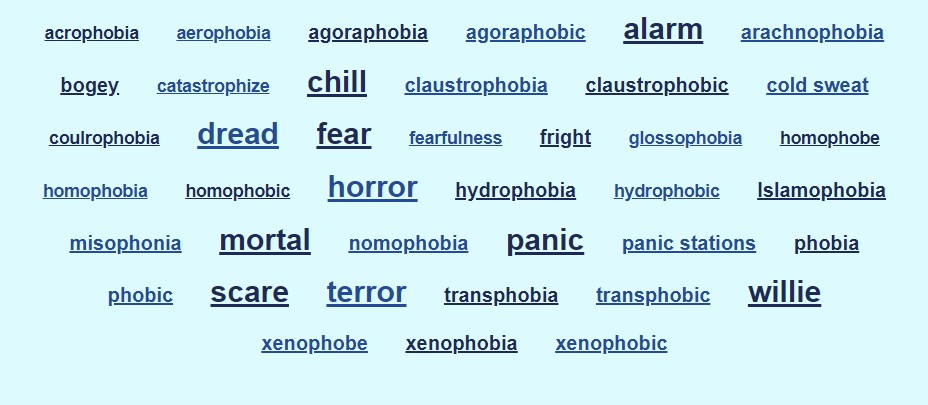 acrophobia aerophobia agoraphobia agoraphobic alarm arachnophobia
bogey catastrophize chill claustrophobia claustrophobic cold sweat
coulrophobia dread fear fearfulness fright glossophobia homophobe
homophobia homophobic horror hydrophobia hydrophobic Islamophobia
misophonia mortal nomophobia panic panic stations phobia
phobic scare terror transphobia transphobic willie
xenophobe xenophobia xenophobic